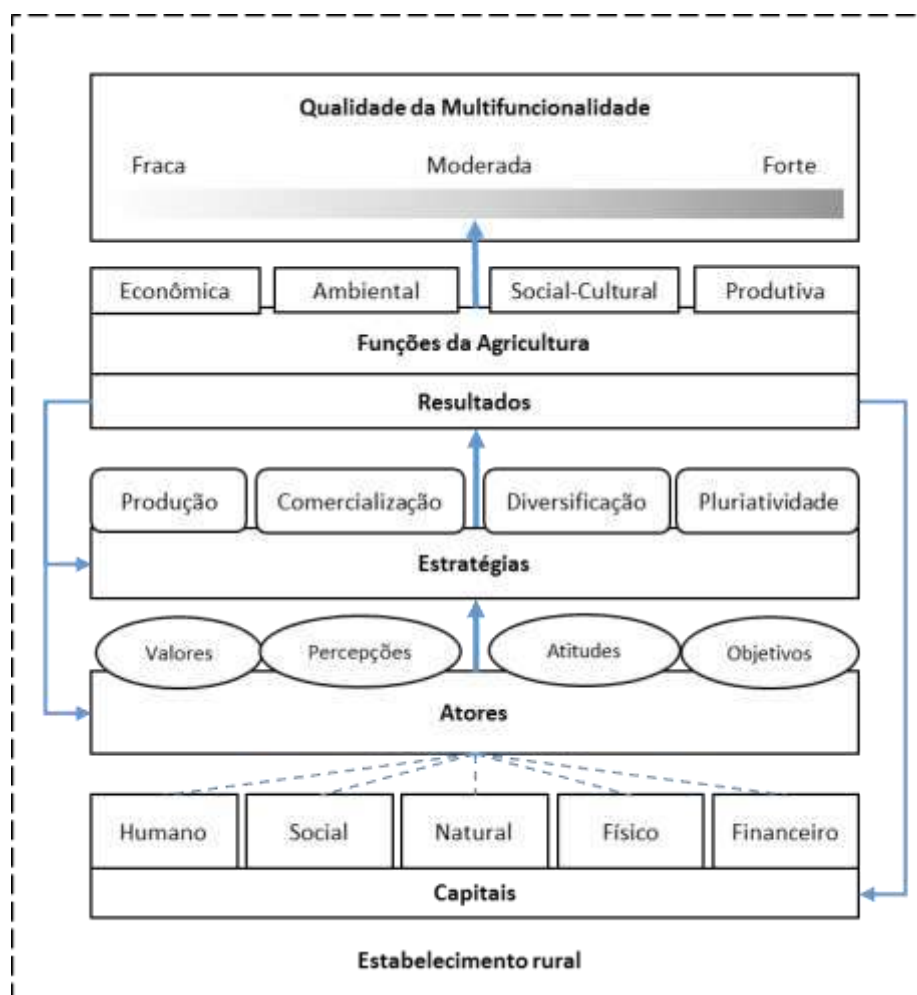 Qualidade da Multifuncionalidade
Fraca Moderada Forte
Econômica Ambiental Social-Cultural Produtiva
Funções da Agricultura
Resultados
Produção Comercialização Diversificação Pluriatividade
Estratégias
Valores Percepções Atitudes Objetivos
Atores
Humano Social Natural Físico Financeiro
Capitais
Estabelecimento rural